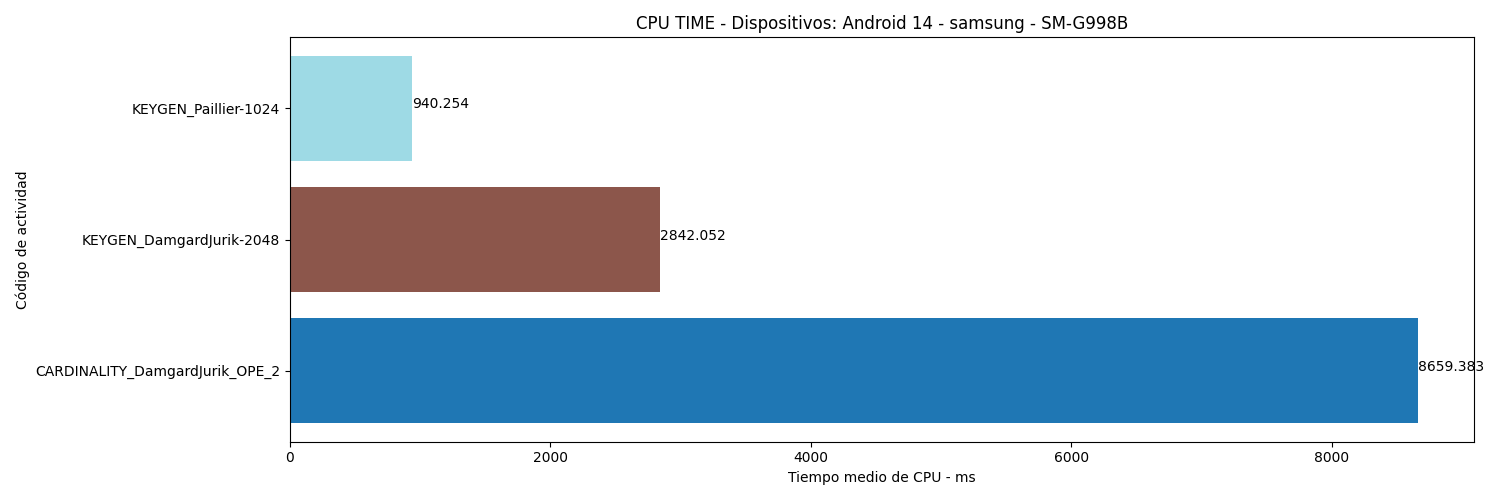 CPU TIME - Dispositivos: Android 14 - samsung - SM-G998B
Código de actividad
KEYGEN_Paillier-1024
940.254
KEYGEN_DamgardJurik-2048
2842.052
CARDINALITY_DamgardJurik_OPE_2
8659.383
0 2000 4000 6000 8000
Tiempo medio de CPU - ms